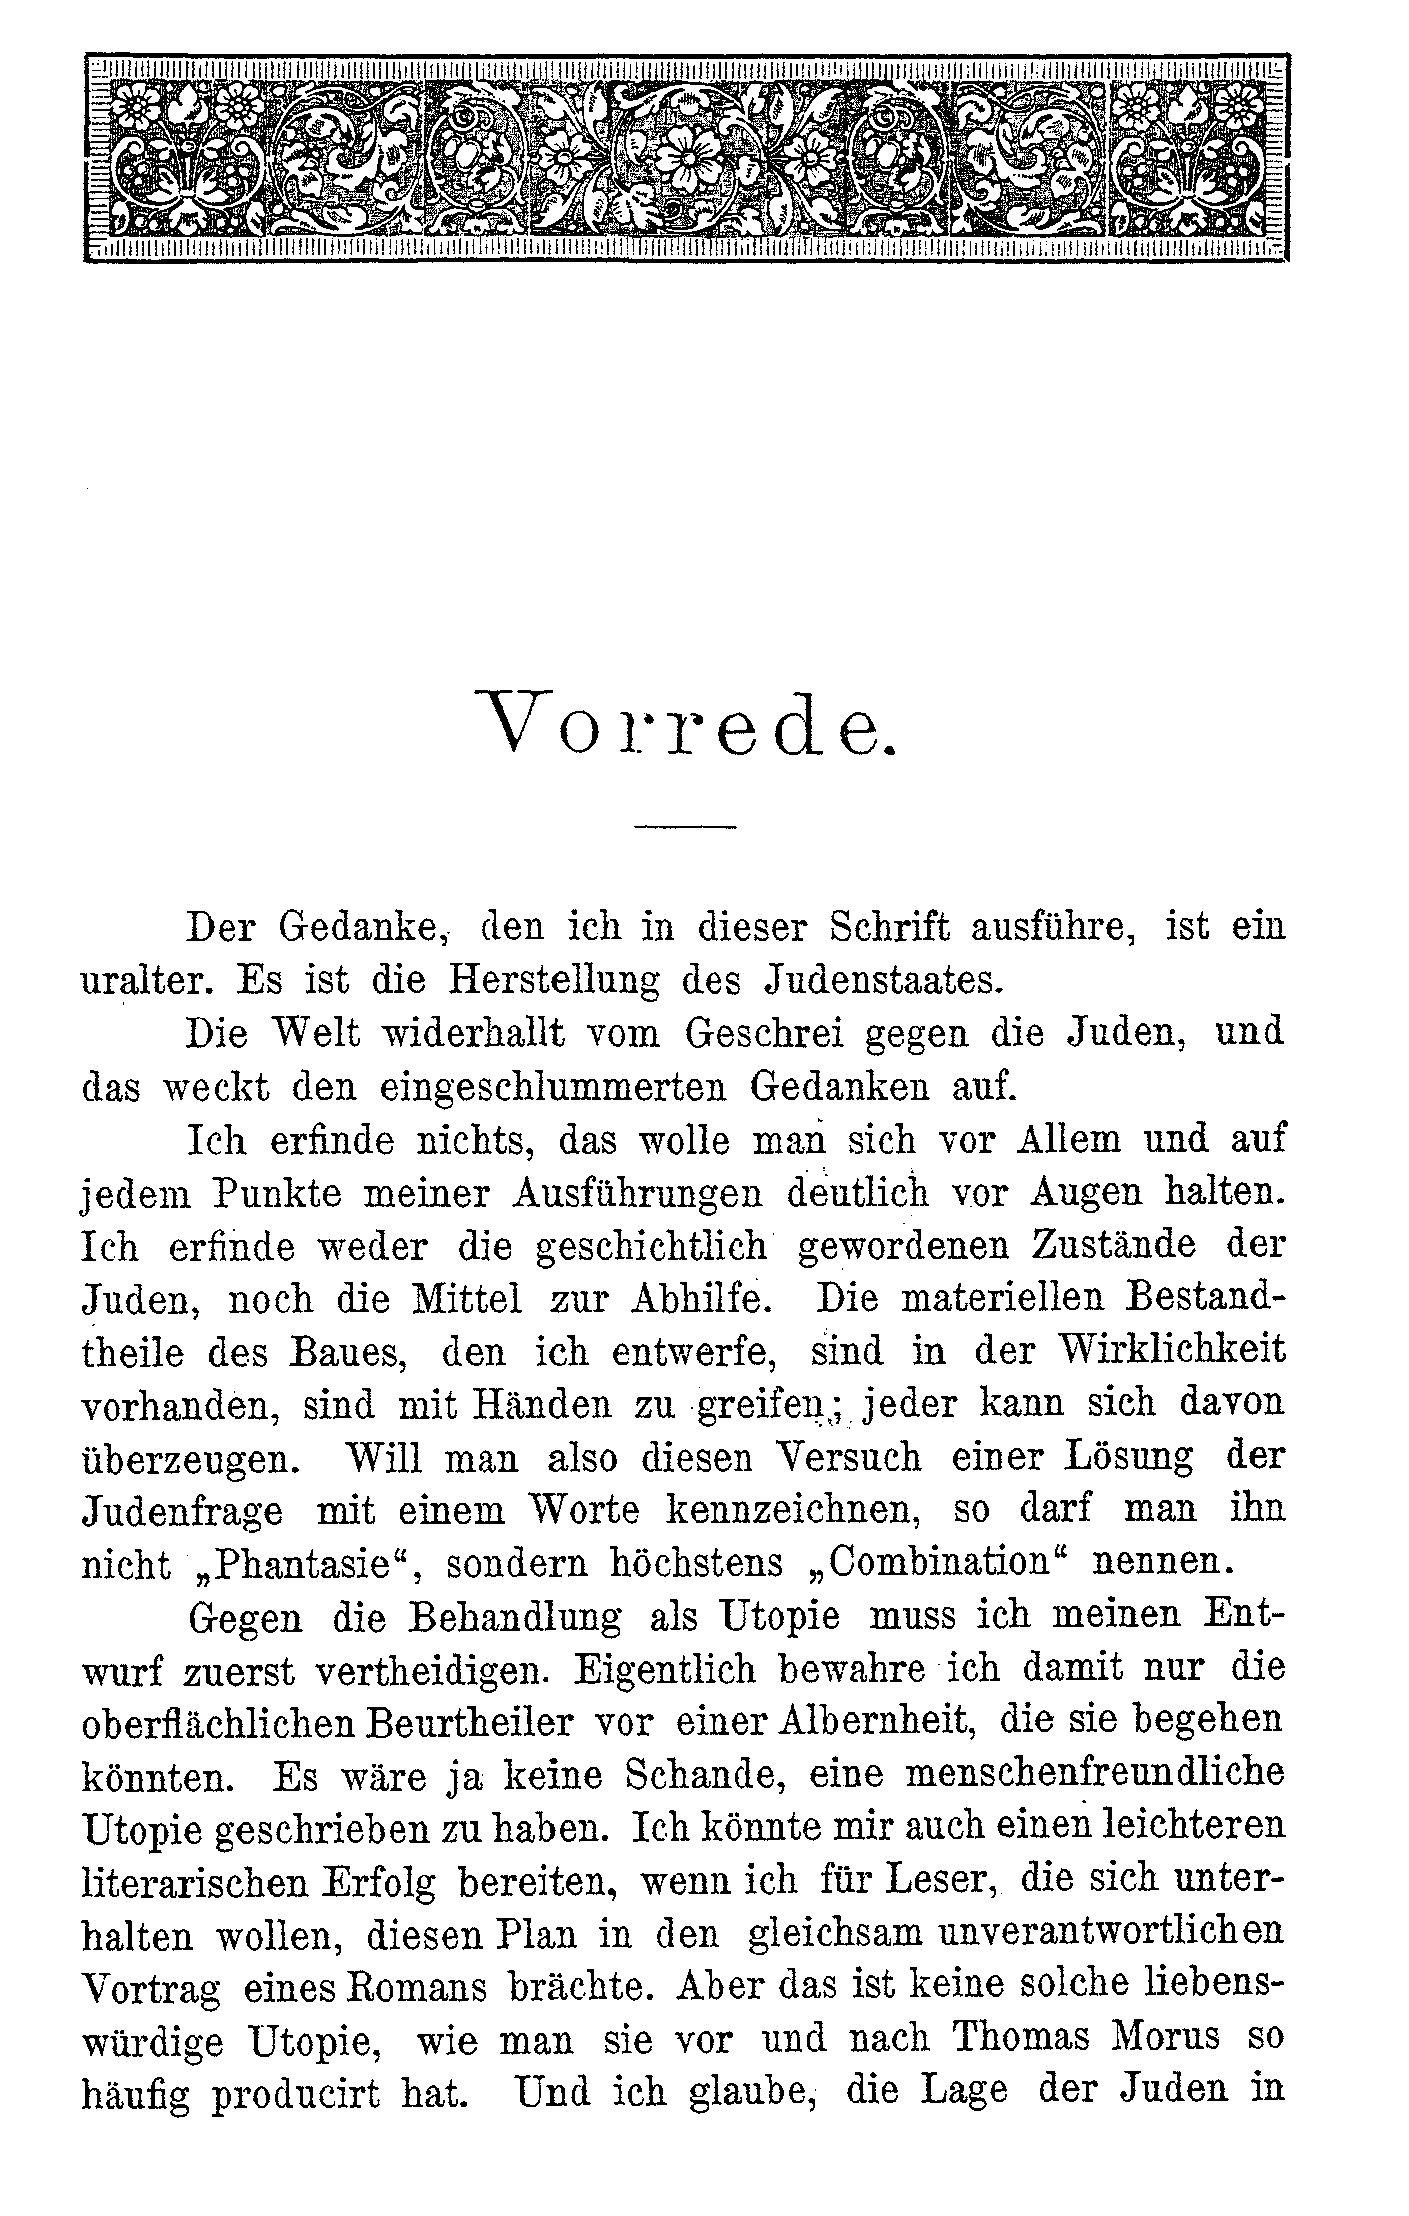 Vorrede.
Der Gedanke, den ich in dieser Schrift ausführe, ist ein
uralter. Es ist die Herstellung des Judenstaates.
Die Welt widerhallt vom Geschrei gegen die Juden, und
das weckt den eingeschlummerten Gedanken auf.
Ich erfinde nichts, das wolle man sich vor Allem und auf
jedem Punkte meiner Ausführungen deutlich vor Augen halten.
Ich erfinde weder die geschichtlich gewordenen Zustände der
Juden, noch die Mittel zur Abhilfe. Die materiellen Bestand-
theile des Baues, den ich entwerfe, sind in der Wirklichkeit
vorhanden, sind mit Händen zu greifen; jeder kann sich davon
überzeugen. Will man also diesen Versuch einer Lösung der
Judenfrage mit einem Worte kennzeichnen, so darf man ihn
nicht „Phantasie“, sondern höchstens „Combination“ nennen.
Gegen die Behandlung als Utopie muss ich meinen Ent-
wurf zuerst vertheidigen. Eigentlich bewahre ich damit nur die
oberflächlichen Beurtheiler vor einer Albernheit, die sie begehen
könnten. Es wäre ja keine Schande, eine menschenfreundliche
Utopie geschrieben zu haben. Ich könnte mir auch einen leichteren
literarischen Erfolg bereiten, wenn ich für Leser, die sich unter-
halten wollen, diesen Plan in den gleichsam unverantwortlichen
Vortrag eines Romans brächte. Aber das ist keine solche liebens-
würdige Utopie, wie man sie vor und nach Thomas Morus so
häufig producirt hat. Und ich glaube, die Lage der Juden in